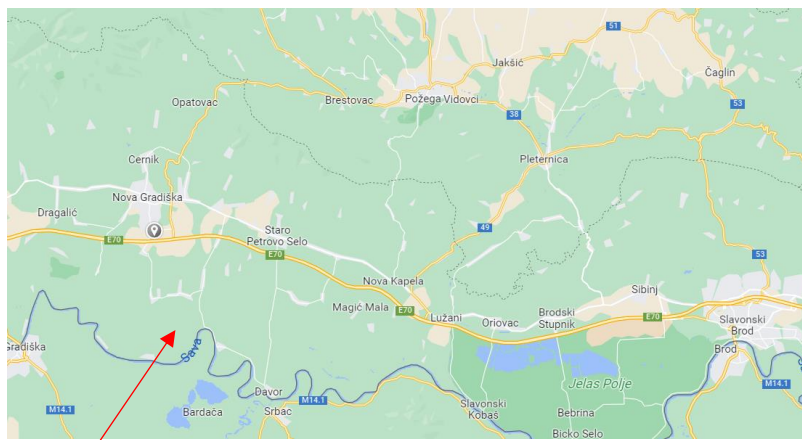 51
Jakšić
Čaglin
Opatovac
Brestovac
Požega Vidovci
53
38
Cernik
Pleternica
Nova Gradiška
Dragalić
49
Staro
Petrovo Selo
E70
E70
53
Nova Kapela
Sibinj
Magić Mala
E70
Lužani
Oriovac
Brodski
Stupnik
E70
Slavonski
Brod
Gradiška
Sava
Brod
Jelas Polje
M14.1
Bardača
Davor
Srbac
M14.1
Slavonski
Kobaš
Bebrina
M14.1
Bicko Selo